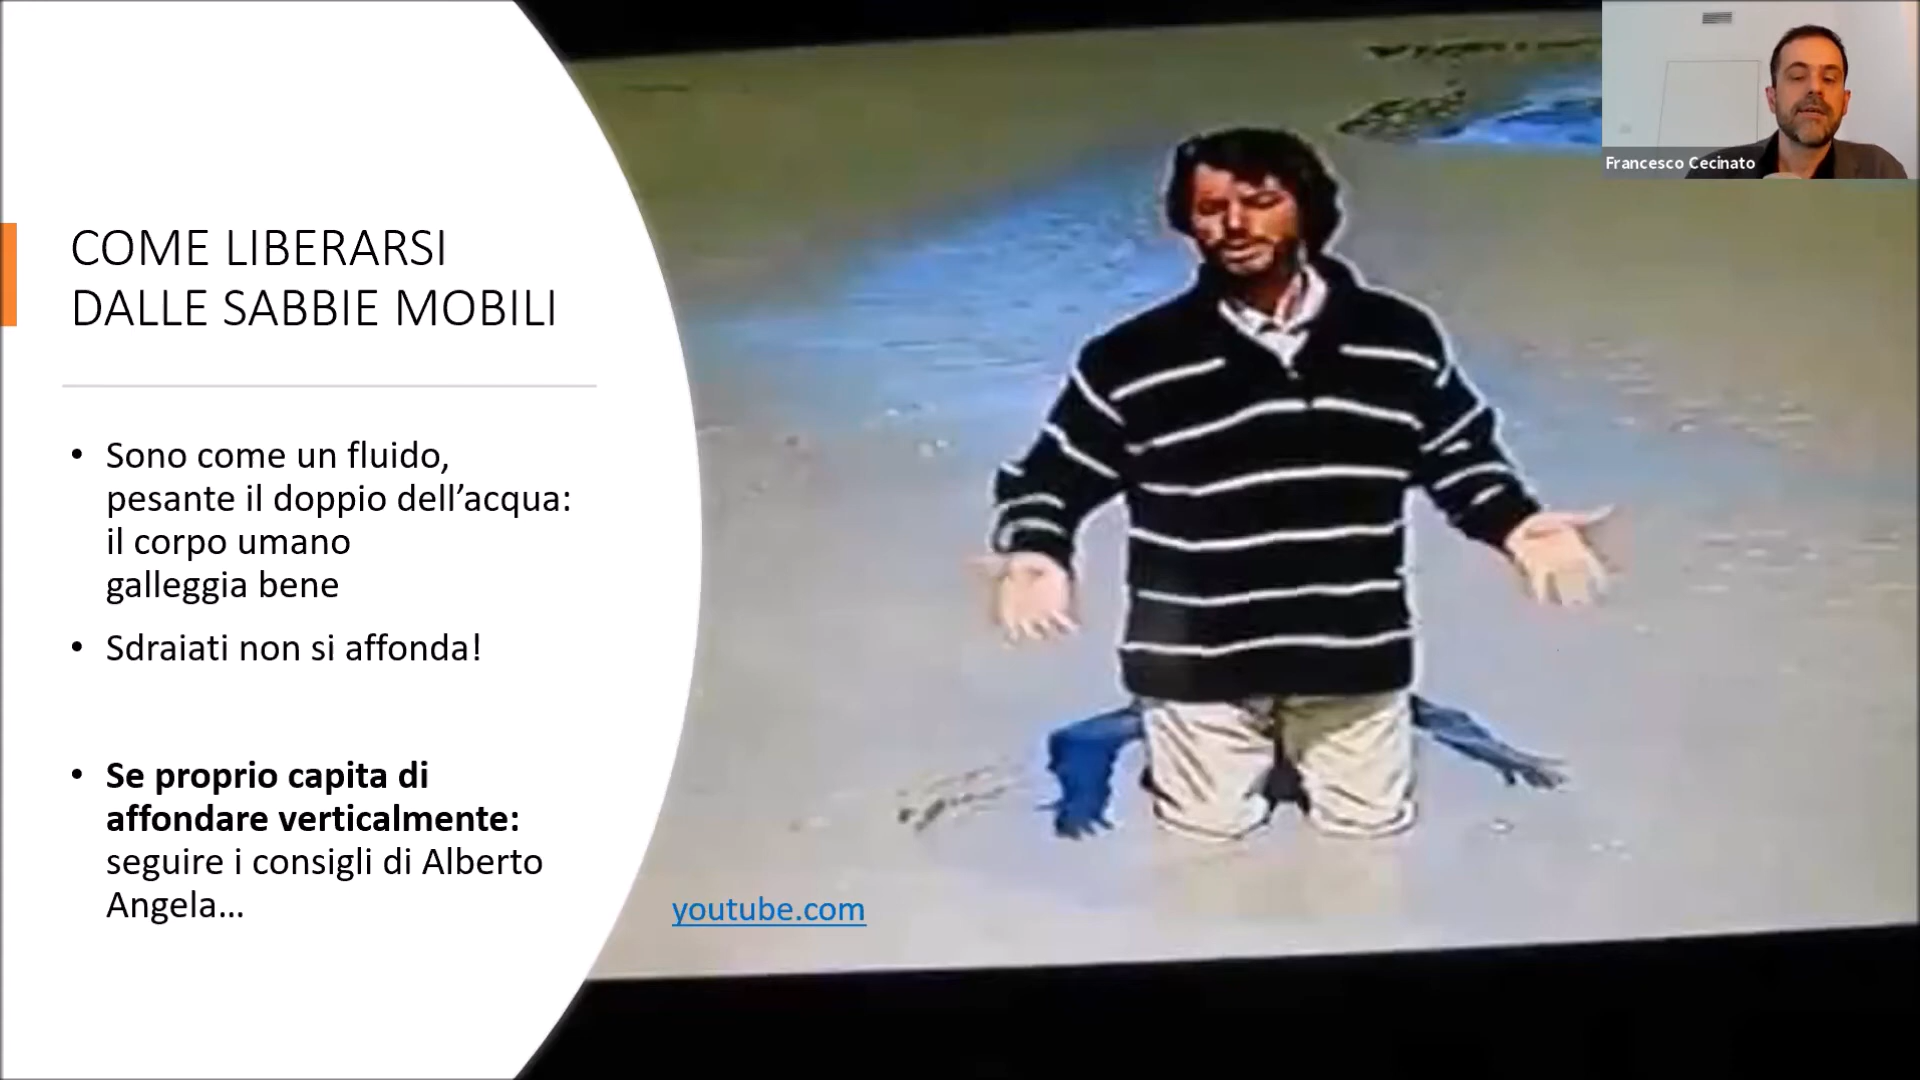 COME LIBERARSI
DALLE SABBIE MOBILI
• Sono come un fluido,
pesante il doppio dell’acqua:
il corpo umano
galleggia bene
• Sdraiati non si affonda!
• Se proprio capita di
affondare verticalmente:
seguire i consigli di Alberto
Angela…
youtube.com
Francesco Cecinato